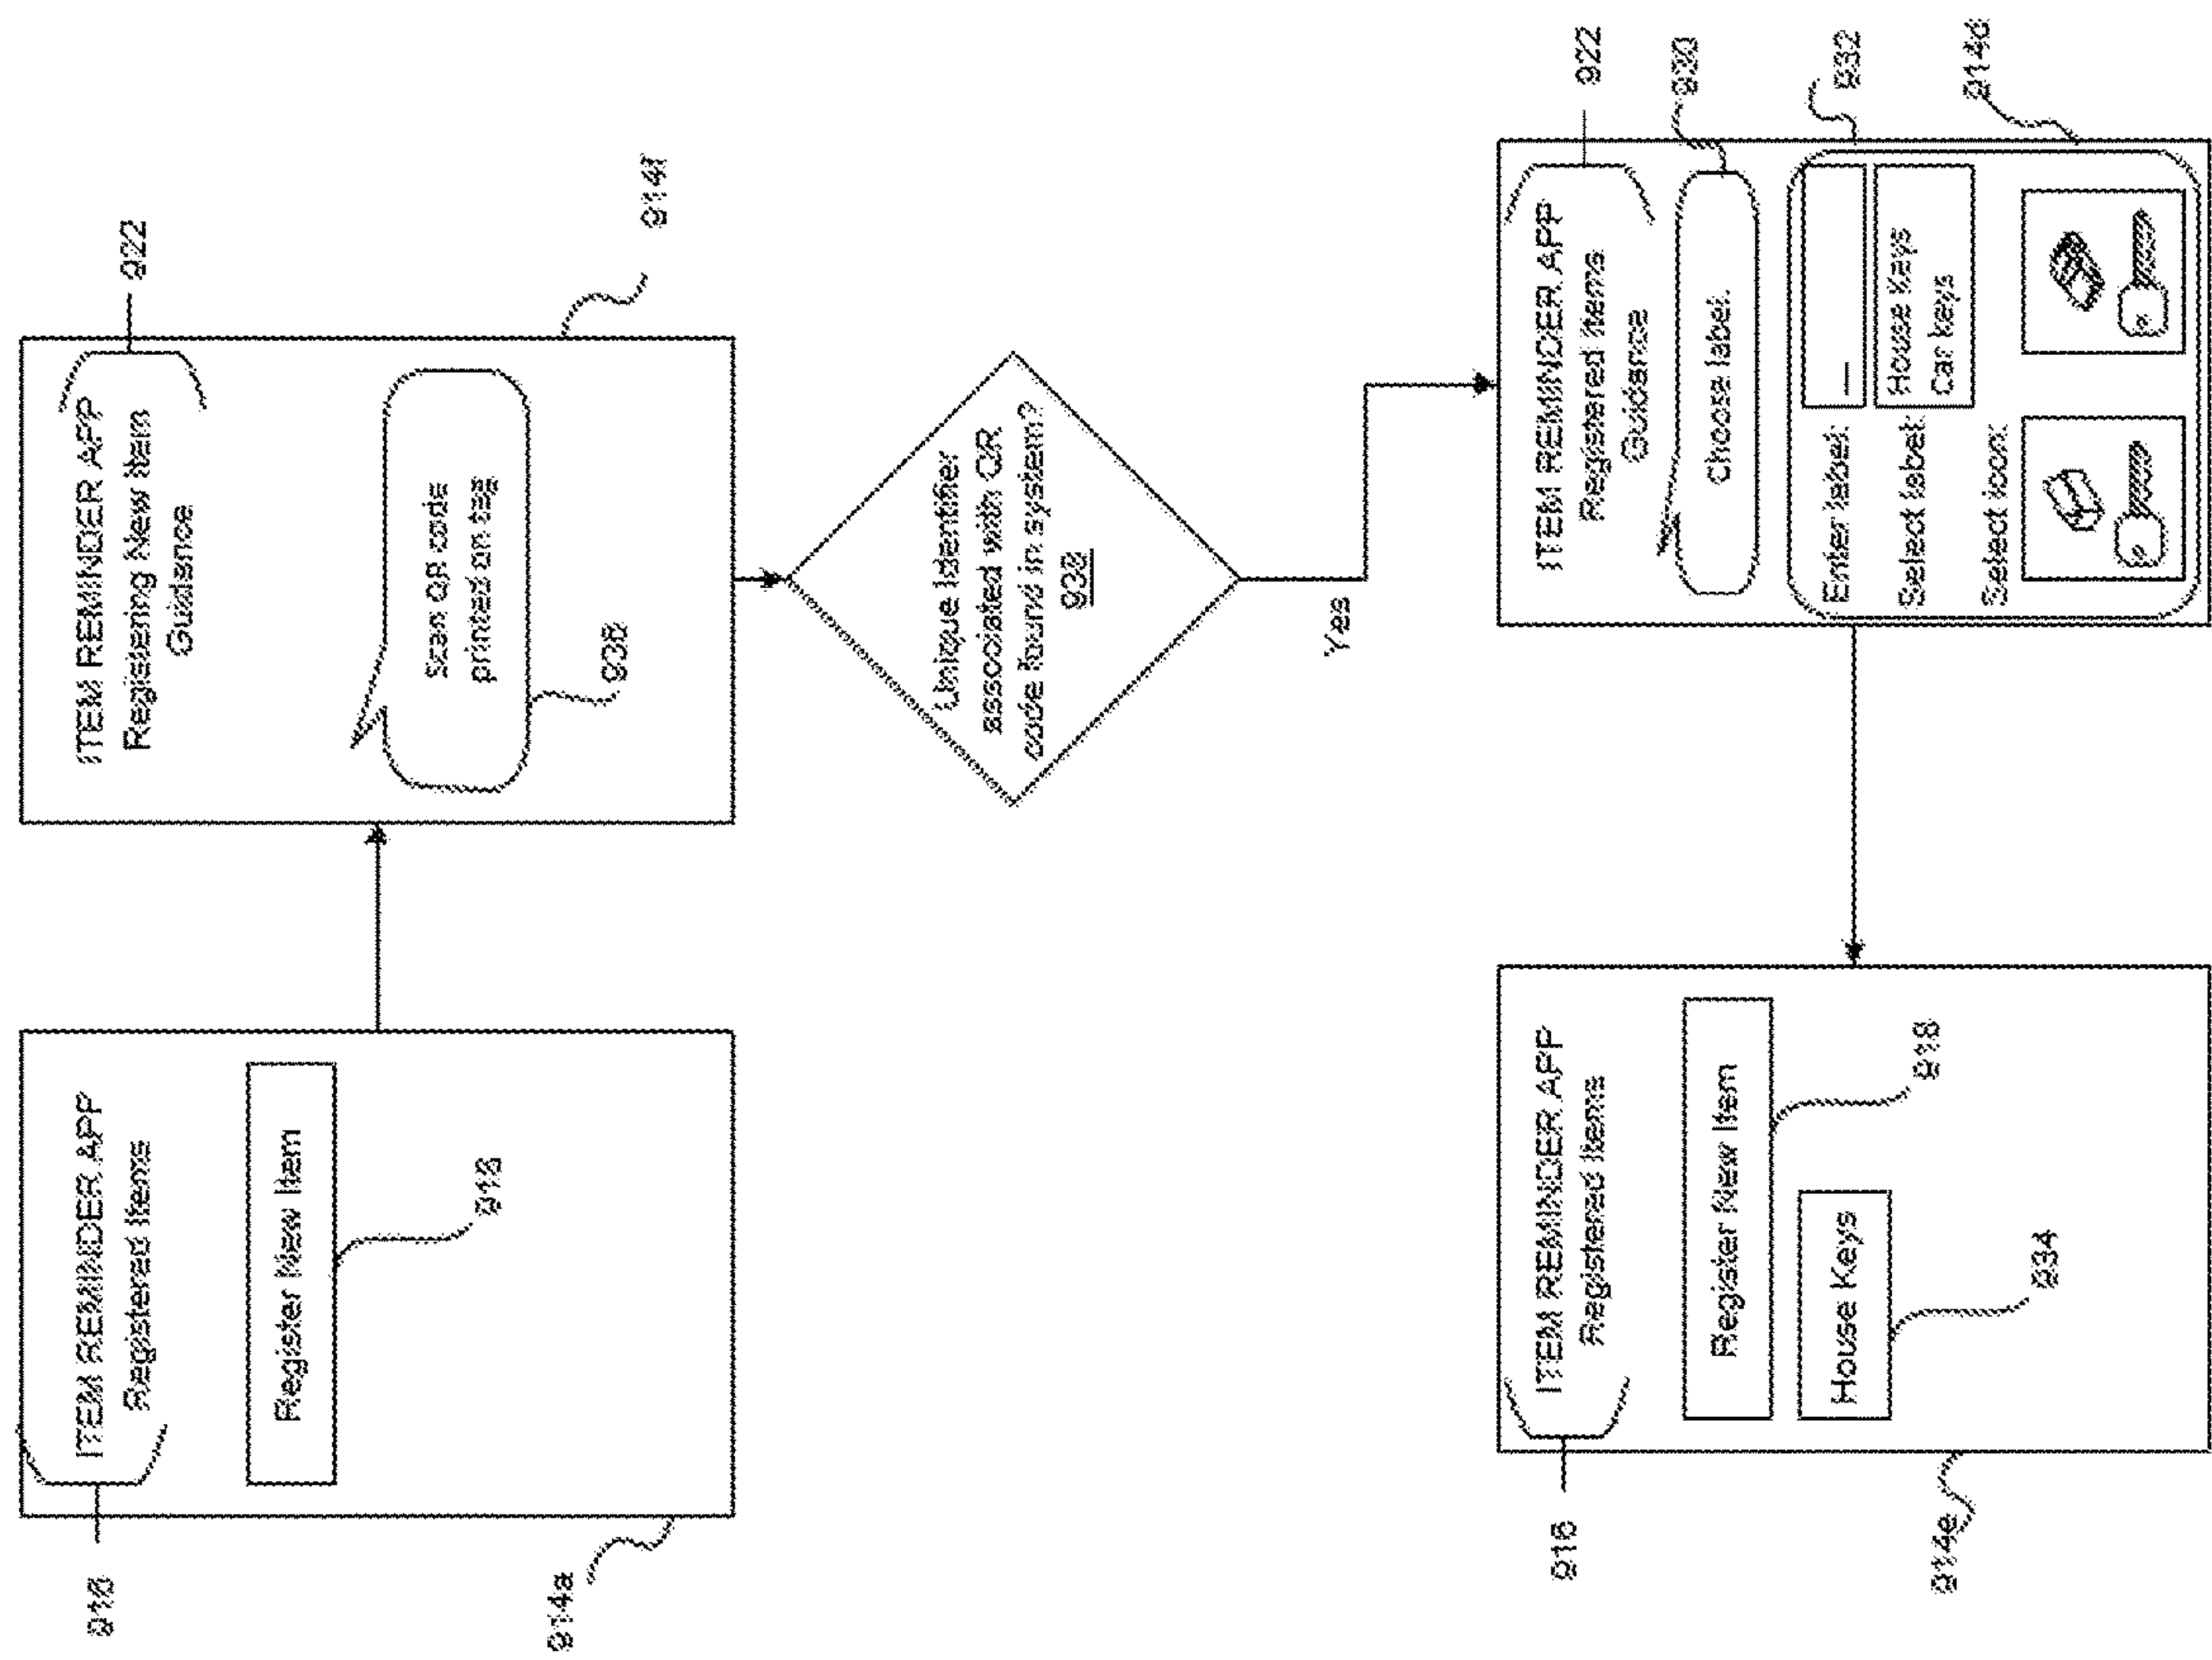 916
914a
ITEM REMINDER APP
Registered Items
Register New Item
918
922
ITEM REMINDER APP
Registering New Item
Guidance
Scan QR code
printed on tag
914f
Unique Identifier
associated with QR
code found in system?
Yes
922
ITEM REMINDER APP
Registered Items
Guidance
930
Choose label:
932
Enter label:
Select label:
House Keys
Car keys
Select icon:
914d
916
ITEM REMINDER APP
Registered Items
Register New Item
918
House Keys
934
914e